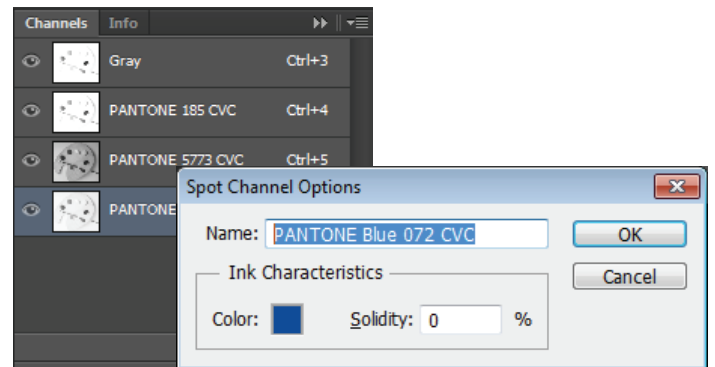 Channels Info
Gray Ctrl+3
PANTONE 185 CVC Ctrl+4
PANTONE 5773 CVC Ctrl+5
PANTONE
Spot Channel Options
Name: PANTONE Blue 072 CVC OK
Ink Characteristics Cancel
Color: Solidity: 0 %